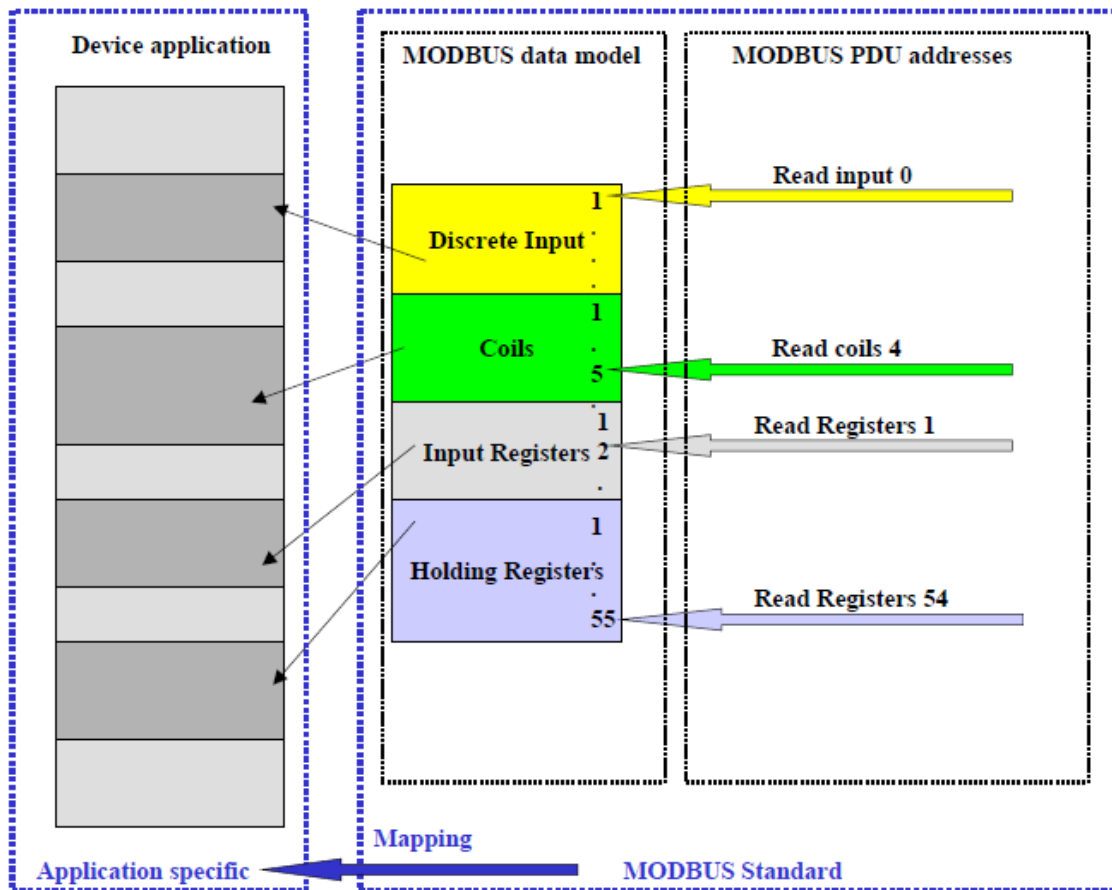 Device application
MODBUS data model
MODBUS PDU addresses
Read input 0
1
.
Discrete Input
.
.
1
Read coils 4
Coils
.
5
.
Read Registers 1
1
Input Registers 2
.
1
.
Holding Registers
.
Read Registers 54
55
Mapping
Application specific
MODBUS Standard